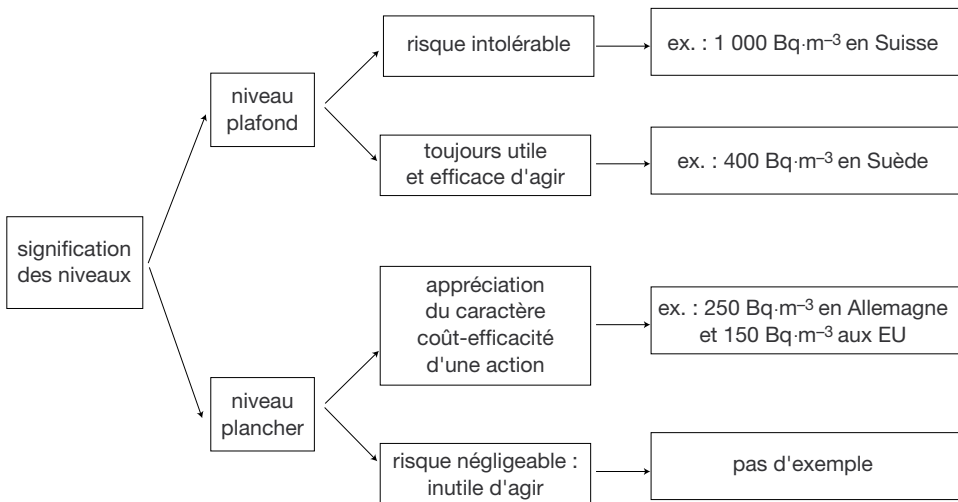 signification
des niveaux
niveau
plafond
risque intolérable
ex. : 1 000 Bq·m⁻³ en Suisse
toujours utile
et efficace d'agir
ex. : 400 Bq·m⁻³ en Suède
niveau
plancher
appréciation
du caractère
coût-efficacité
d'une action
ex. : 250 Bq·m⁻³ en Allemagne
et 150 Bq·m⁻³ aux EU
risque négligeable :
inutile d'agir
pas d'exemple